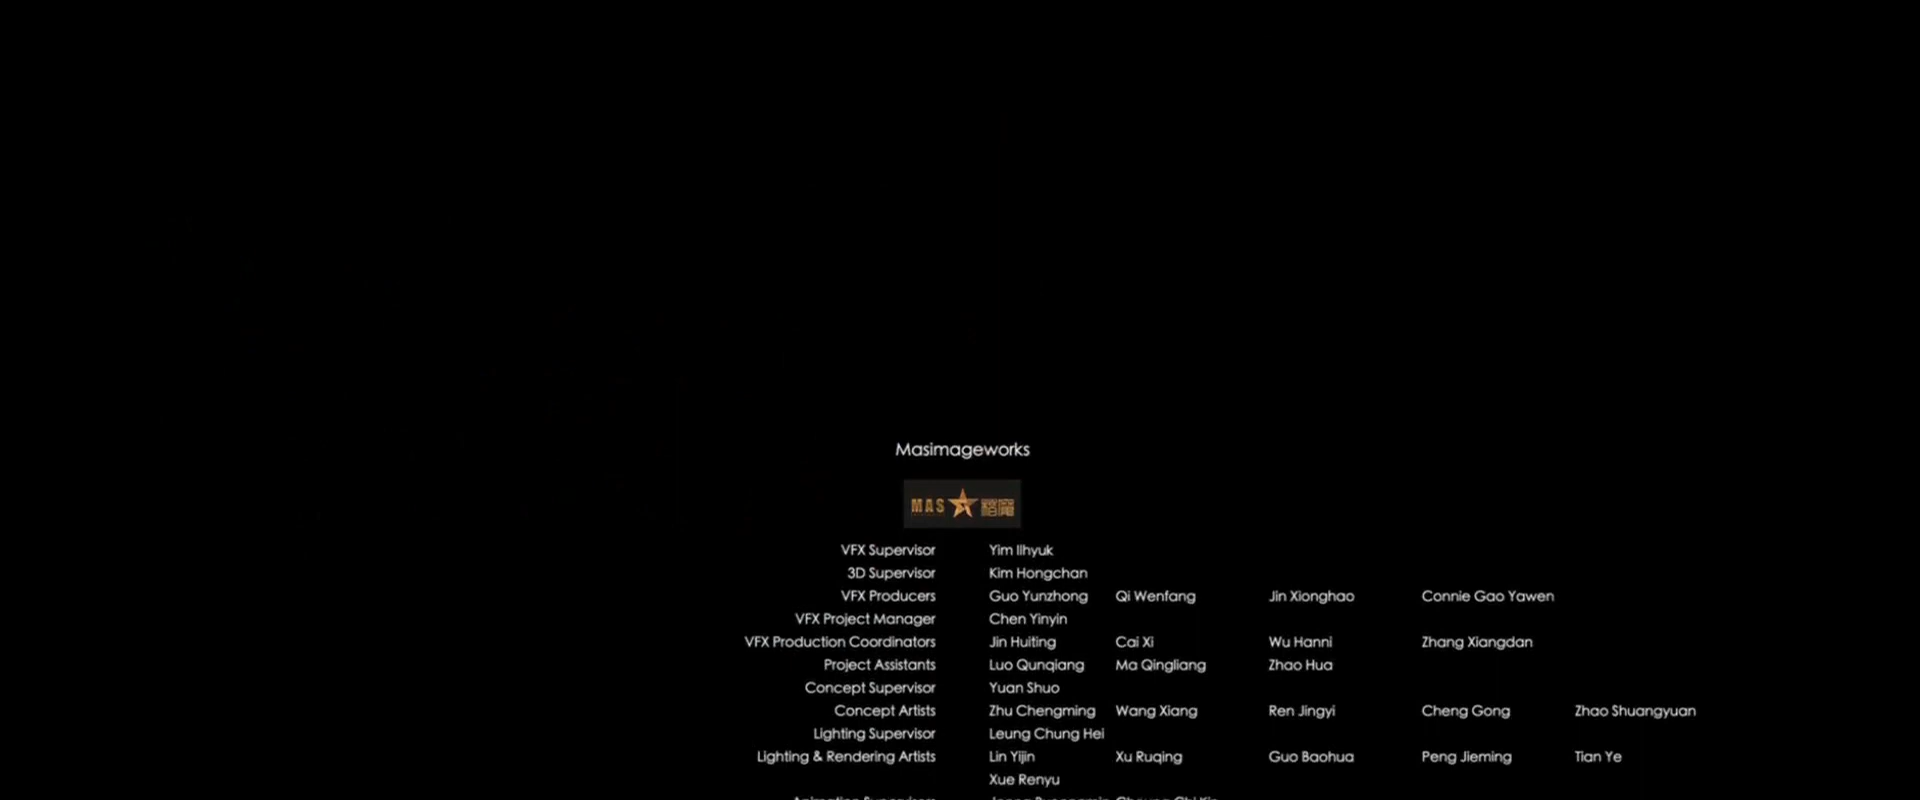 Masimageworks
MAS
VFX Supervisor Yim Ilhyuk
3D Supervisor Kim Hongchan
VFX Producers Guo Yunzhong Qi Wenfang Jin Xionghao Connie Gao Yawen
VFX Project Manager Chen Yinyin
VFX Production Coordinators Jin Huiting Cai Xi Wu Hanni Zhang Xiangdan
Project Assistants Luo Qunqiang Ma Qingliang Zhao Hua
Concept Supervisor Yuan Shuo
Concept Artists Zhu Chengming Wang Xiang Ren Jingyi Cheng Gong Zhao Shuangyuan
Lighting Supervisor Leung Chung Hei
Lighting & Rendering Artists Lin Yijin Xu Ruqing Guo Baohua Peng Jieming Tian Ye
Xue Renyu